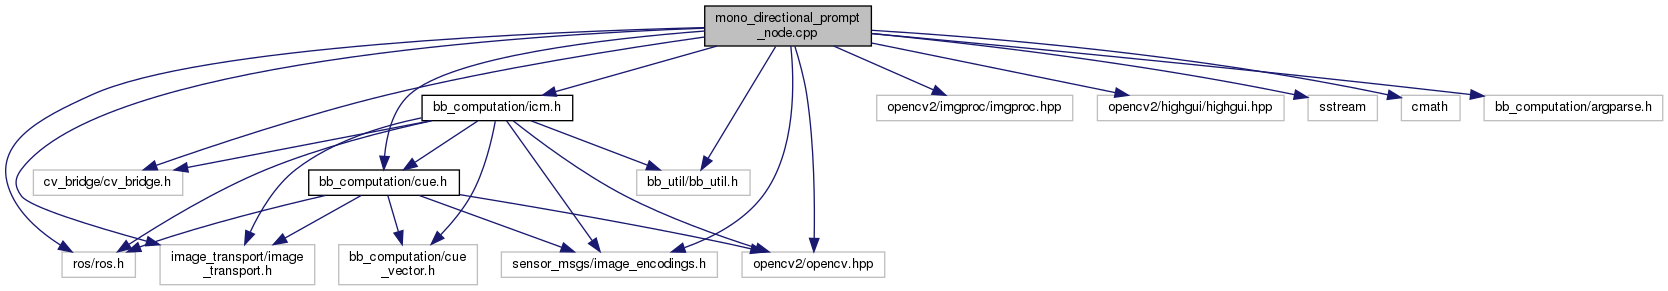 mono_directional_prompt
_node.cpp
bb_computation/icm.h
opencv2/imgproc/imgproc.hpp
opencv2/highgui/highgui.hpp
sstream
cmath
bb_computation/argparse.h
cv_bridge/cv_bridge.h
bb_computation/cue.h
bb_util/bb_util.h
ros/ros.h
image_transport/image
_transport.h
bb_computation/cue
_vector.h
sensor_msgs/image_encodings.h
opencv2/opencv.hpp